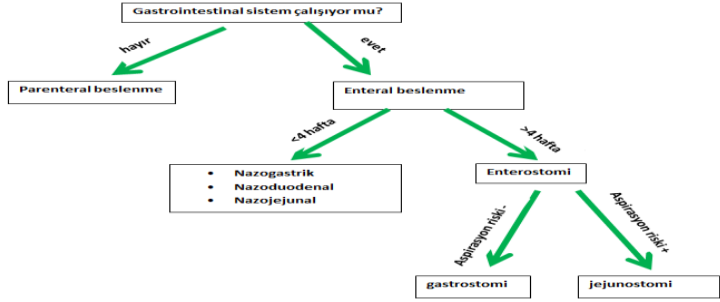 Gastrointestinal sistem çalışıyor mu?
hayır
evet
Parenteral beslenme
Enteral beslenme
<4 hafta
>4 hafta
• Nazogastrik
• Nazoduodenal
• Nazojejunal
Enterostomi
Aspirasyon riski -
Aspirasyon riski +
gastrostomi
jejunostomi